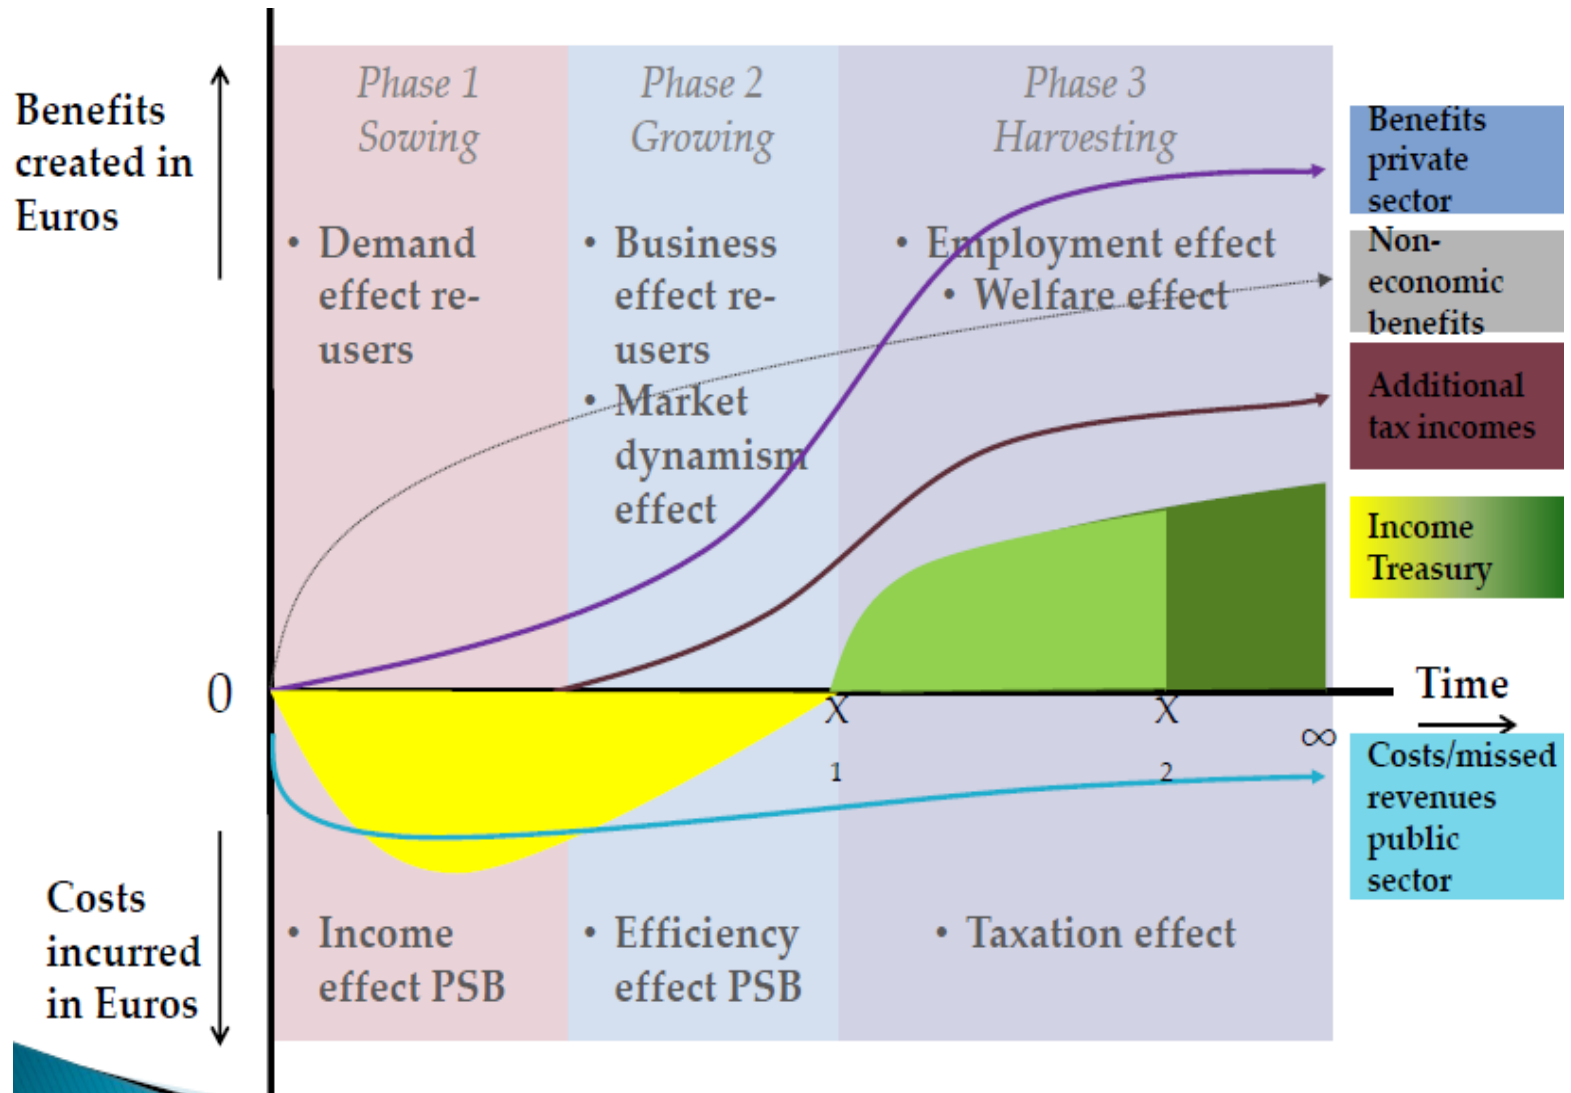 Benefits
created in
Euros
Phase 1
Sowing
Phase 2
Growing
Phase 3
Harvesting
• Demand
effect re-
users
• Business
effect re-
users
• Market
dynamism
effect
• Employment effect
• Welfare effect
Benefits
private
sector
Non-
economic
benefits
Additional
tax incomes
Income
Treasury
0
X
1
X
2
∞
Time
Costs/missed
revenues
public
sector
Costs
incurred
in Euros
• Income
effect PSB
• Efficiency
effect PSB
• Taxation effect